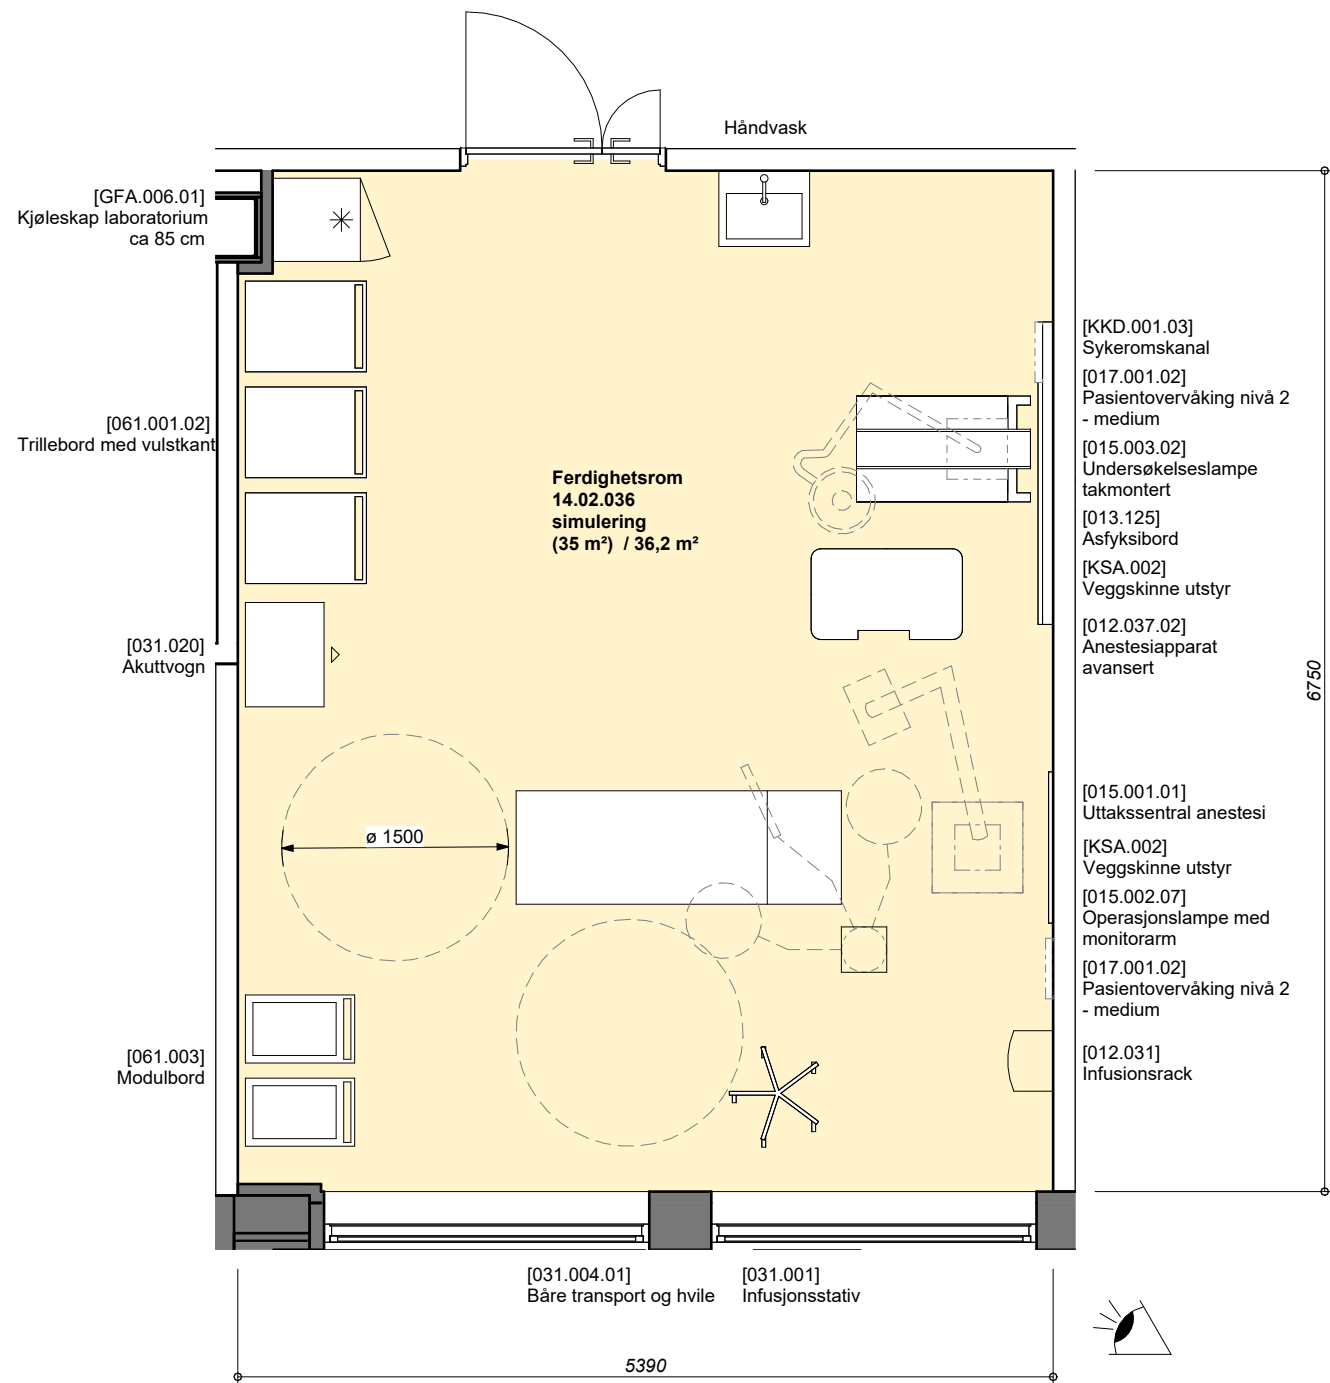 Håndvask
[GFA.006.01]
Kjøleskap laboratorium
ca 85 cm
[061.001.02]
Trillebord med vulstkant
[031.020]
Akuttvogn
[061.003]
Modulbord
Ferdighetsrom
14.02.036
simulering
(35 m²) / 36,2 m²
ø 1500
[KKD.001.03]
Sykeromskanal
[017.001.02]
Pasientovervåking nivå 2
- medium
[015.003.02]
Undersøkelseslampe
takmontert
[013.125]
Asfyksibord
[KSA.002]
Veggskinne utstyr
[012.037.02]
Anestesiapparat
avansert
[015.001.01]
Uttakssentral anestesi
[KSA.002]
Veggskinne utstyr
[015.002.07]
Operasjonslampe med
monitorarm
[017.001.02]
Pasientovervåking nivå 2
- medium
[012.031]
Infusionsrack
6750
[031.004.01]
Båre transport og hvile
[031.001]
Infusjonsstativ
5390